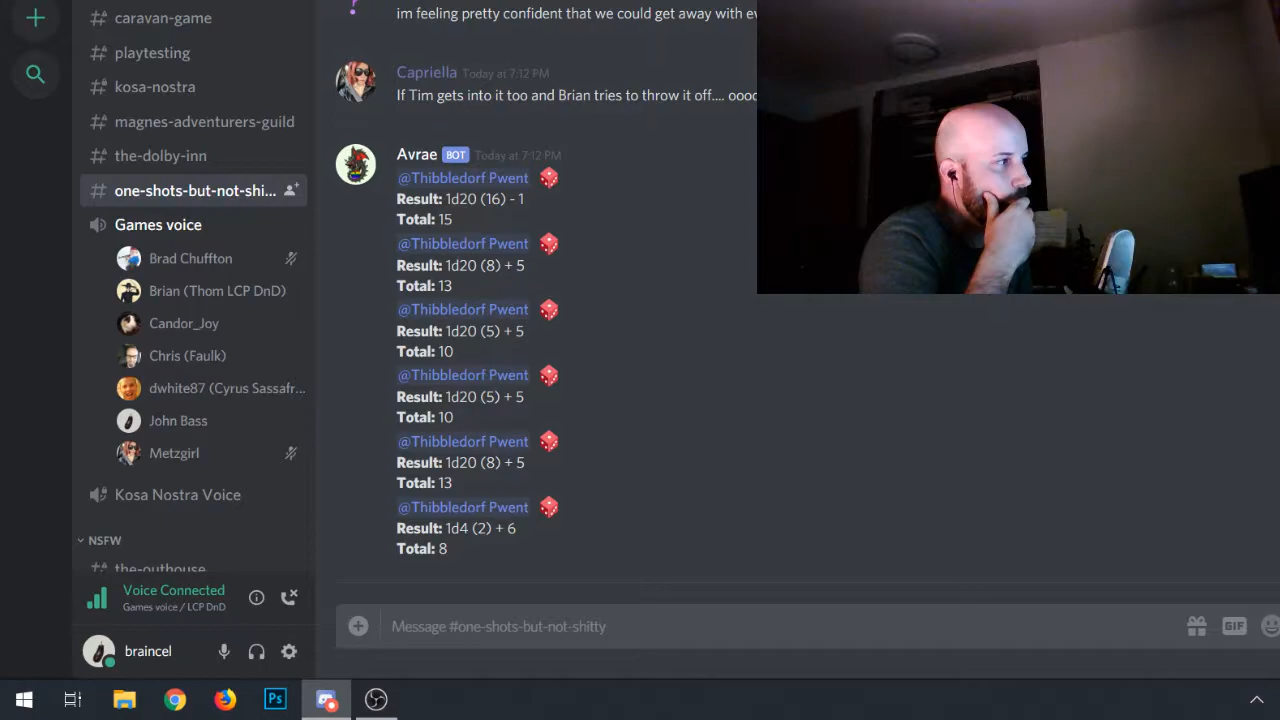 caravan-game
playtesting
kosa-nostra
magnes-adventurers-guild
the-dolby-inn
one-shots-but-not-shi...
Games voice
Brad Chuffton
Brian (Thom LCP DnD)
Candor_Joy
Chris (Faulk)
dwhite87 (Cyrus Sassafr...
John Bass
Metzgirl
Kosa Nostra Voice
NSFW
the-outhouse
Voice Connected
Games voice / LCP DnD
braincel
im feeling pretty confident that we could get away with ev
Capriella Today at 7:12 PM
If Tim gets into it too and Brian tries to throw it off.... oooo
Avrae BOT Today at 7:12 PM
@Thibbledorf Pwent
Result: 1d20 (16) - 1
Total: 15
@Thibbledorf Pwent
Result: 1d20 (8) + 5
Total: 13
@Thibbledorf Pwent
Result: 1d20 (5) + 5
Total: 10
@Thibbledorf Pwent
Result: 1d20 (5) + 5
Total: 10
@Thibbledorf Pwent
Result: 1d20 (8) + 5
Total: 13
@Thibbledorf Pwent
Result: 1d4 (2) + 6
Total: 8
Message #one-shots-but-not-shitty
GIF
Ps